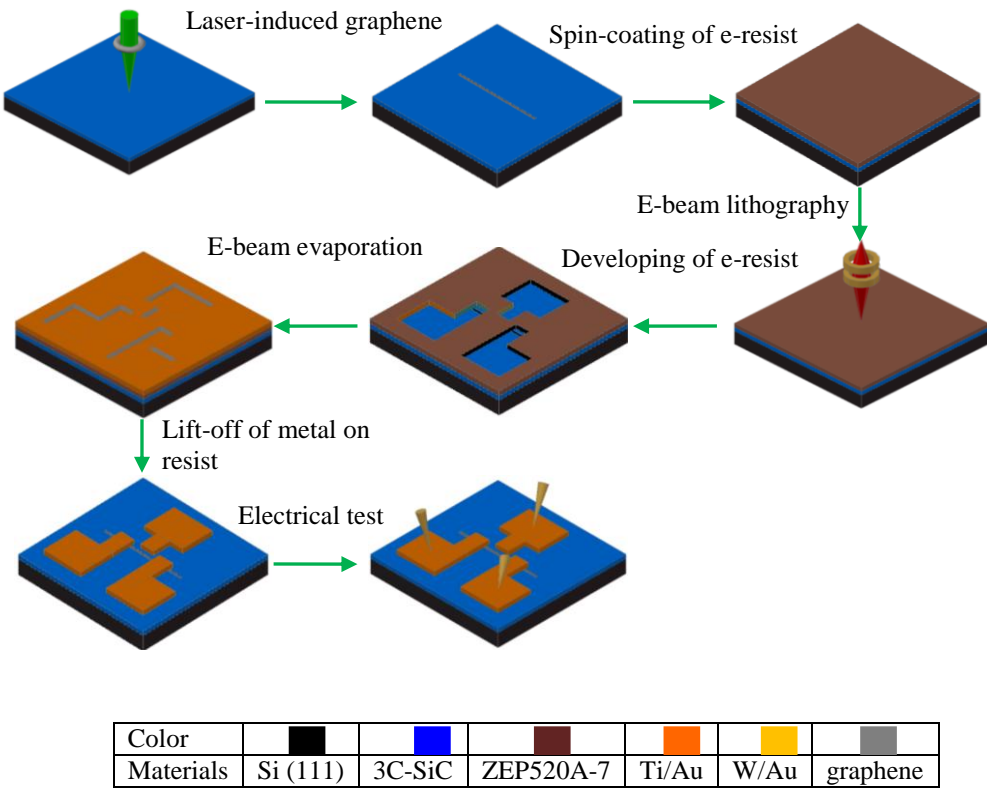 Laser-induced graphene
Spin-coating of e-resist
E-beam lithography
Developing of e-resist
E-beam evaporation
Lift-off of metal on
resist
Electrical test
Color
Materials Si (111) 3C-SiC ZEP520A-7 Ti/Au W/Au graphene